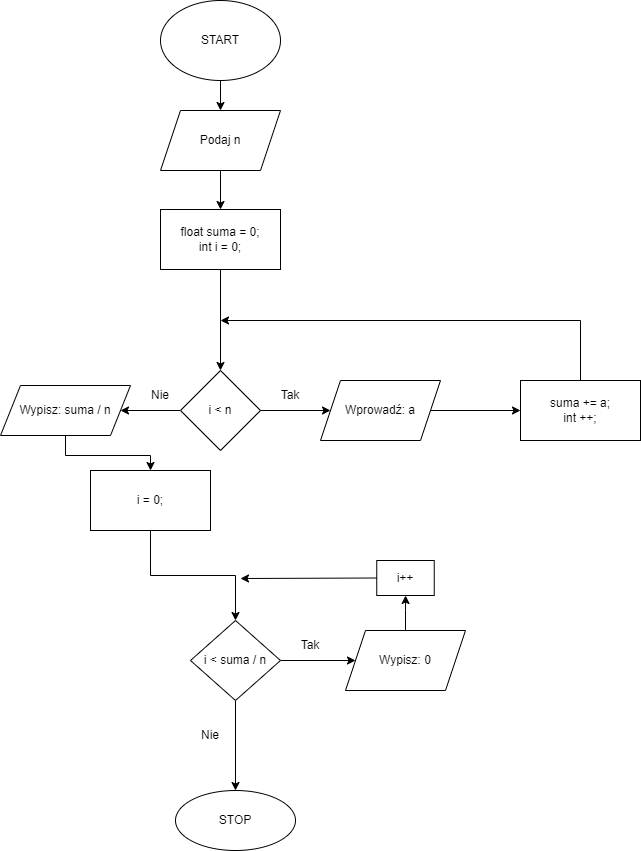 START
Podaj n
float suma = 0;
int i = 0;
Nie
Tak
Wypisz: suma / n
i < n
Wprowadź: a
suma += a;
int ++;
i = 0;
i++
Tak
i < suma / n
Wypisz: 0
Nie
STOP